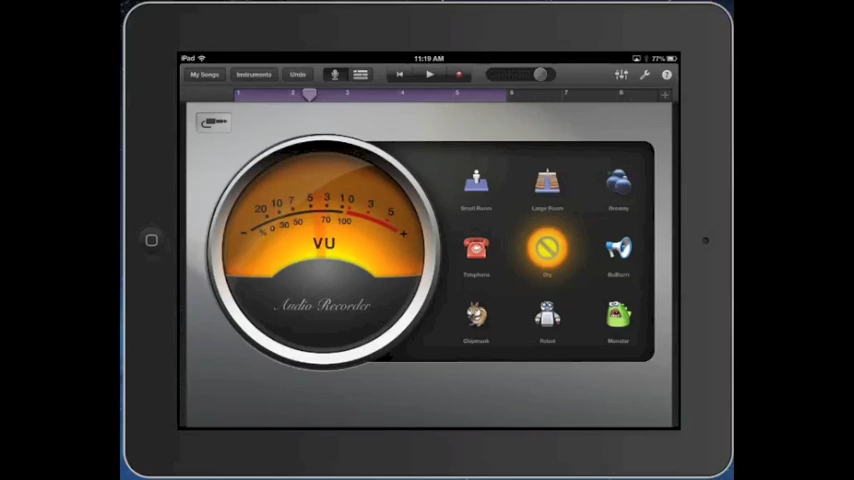 iPad 11:19 AM 77%
My Songs Instruments Undo
1 2 3 4 5 6 7 8 +
20 10 7 5 3 1 0 3 5
- % 0 30 50 70 100 +
VU
Audio Recorder
Small Room Large Room Dreamy
Telephone Dry Bullhorn
Chipmunk Robot Monster